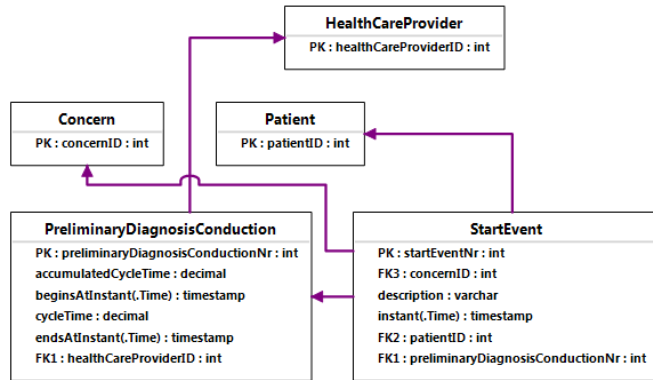 HealthCareProvider
PK : healthCareProviderID : int
Concern
PK : concernID : int
Patient
PK : patientID : int
PreliminaryDiagnosisConduction
PK : preliminaryDiagnosisConductionNr : int
accumulatedCycleTime : decimal
beginsAtInstant(.Time) : timestamp
cycleTime : decimal
endsAtInstant(.Time) : timestamp
FK1 : healthCareProviderID : int
StartEvent
PK : startEventNr : int
FK3 : concernID : int
description : varchar
instant(.Time) : timestamp
FK2 : patientID : int
FK1 : preliminaryDiagnosisConductionNr : int